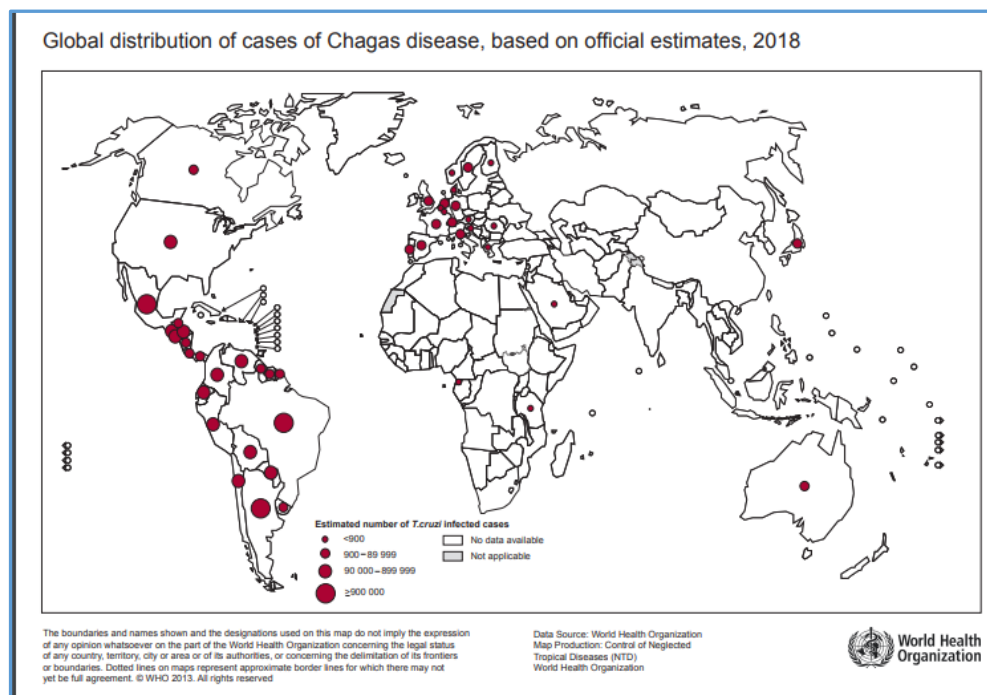 Global distribution of cases of Chagas disease, based on official estimates, 2018
Estimated number of T.cruzi infected cases
<900
900–89 999
90 000–899 999
≥900 000
No data available
Not applicable
The boundaries and names shown and the designations used on this map do not imply the expression
of any opinion whatsoever on the part of the World Health Organization concerning the legal status
of any country, territory, city or area or of its authorities, or concerning the delimitation of its frontiers
or boundaries. Dotted lines on maps represent approximate border lines for which there may not
yet be full agreement. © WHO 2013. All rights reserved
Data Source: World Health Organization
Map Production: Control of Neglected
Tropical Diseases (NTD)
World Health Organization
World Health
Organization